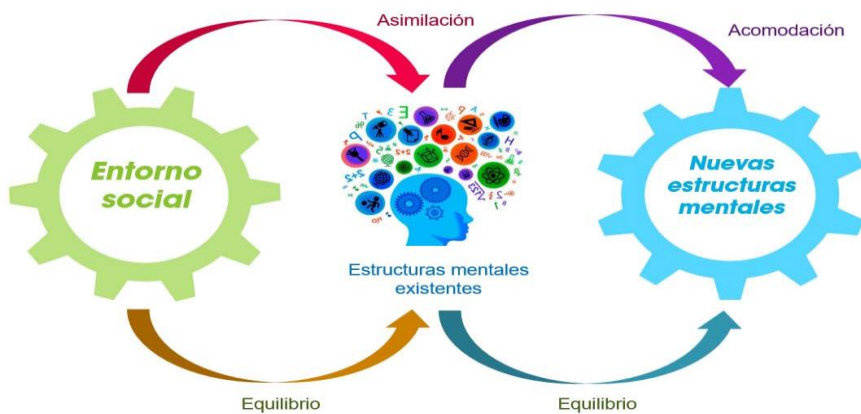 Asimilación
Acomodación
Entorno
social
Nuevas
estructuras
mentales
Estructuras mentales
existentes
Equilibrio
Equilibrio